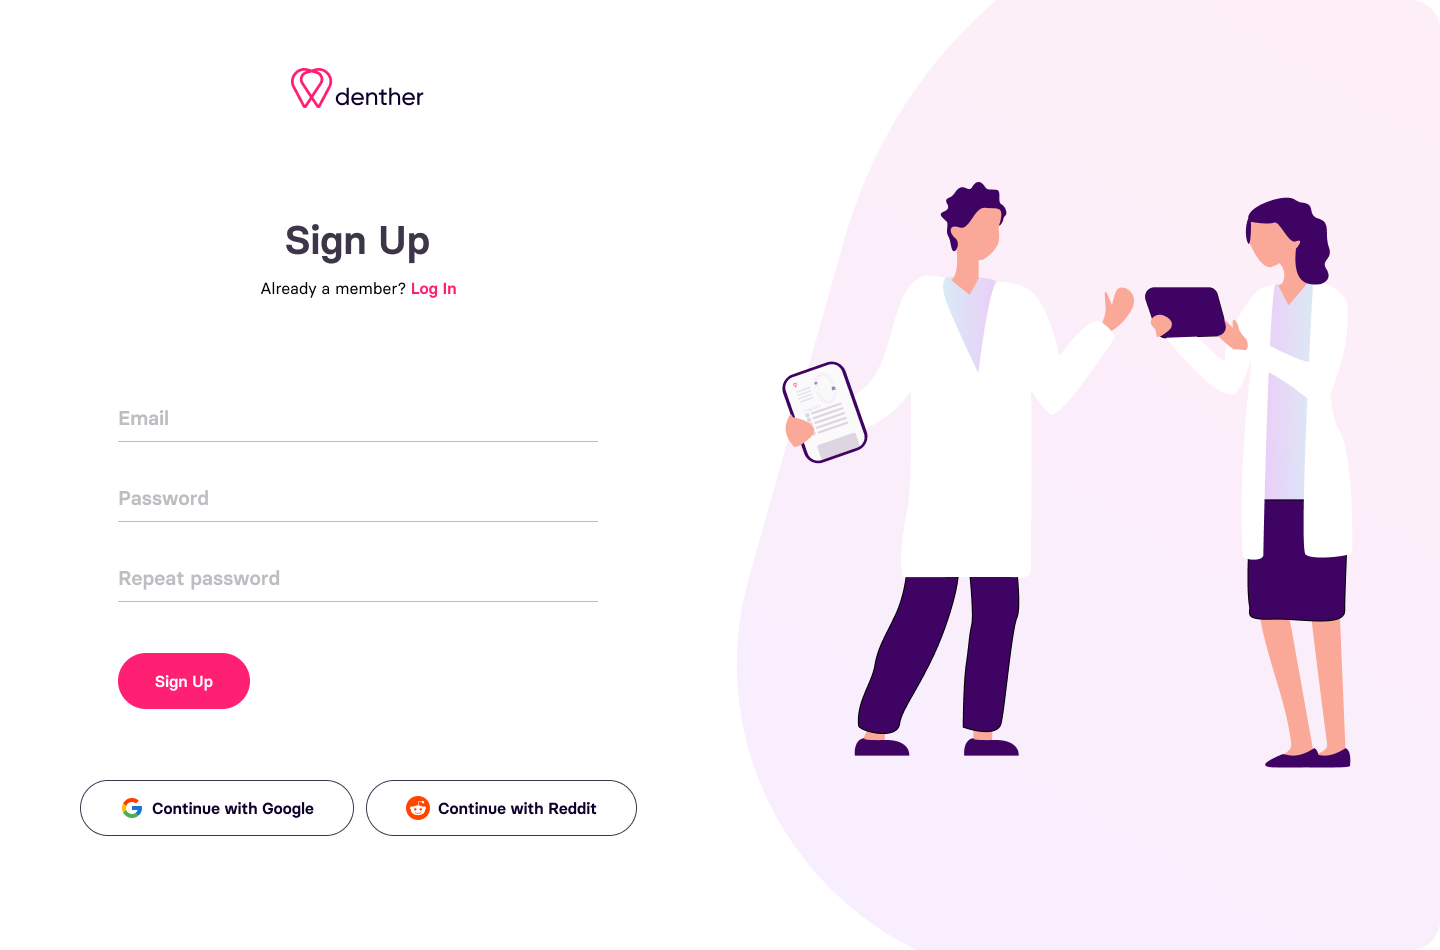 denther
Sign Up
Already a member? Log In
Email
Password
Repeat password
Sign Up
Continue with Google
Continue with Reddit